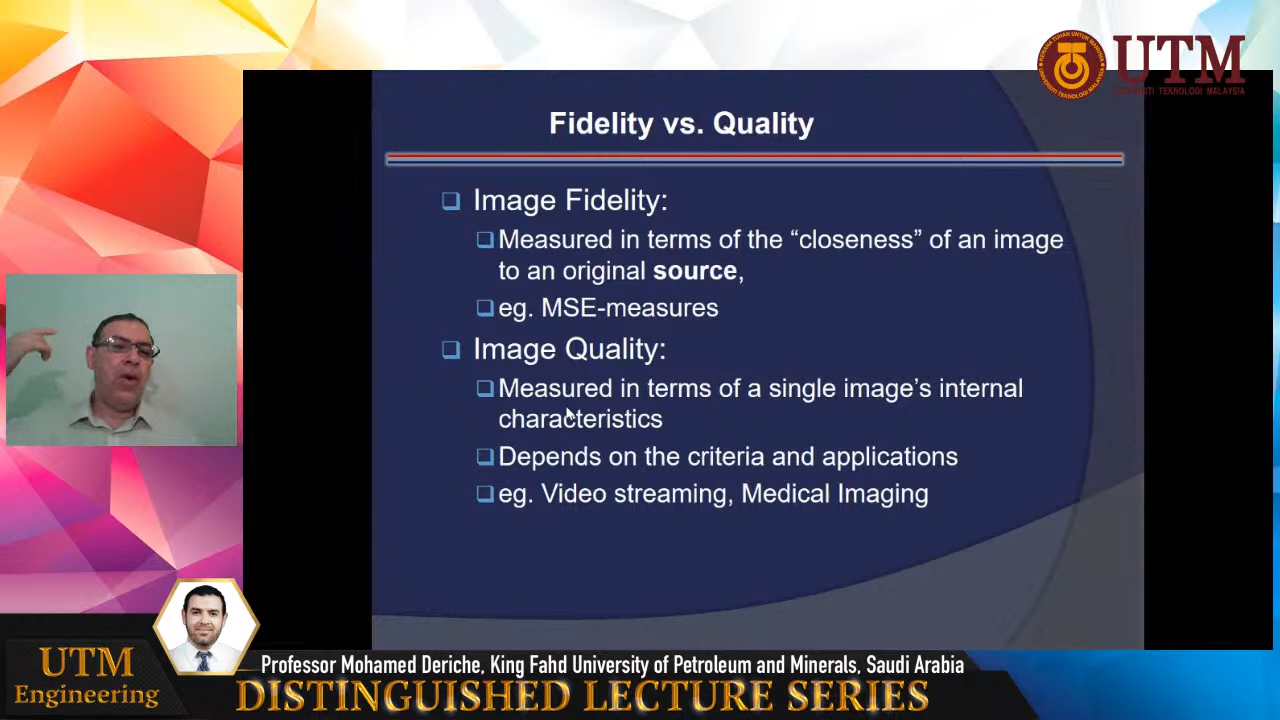 UTM
UNIVERSITI TEKNOLOGI MALAYSIA
Fidelity vs. Quality
Image Fidelity:
Measured in terms of the “closeness” of an image
to an original source,
eg. MSE-measures
Image Quality:
Measured in terms of a single image’s internal
characteristics
Depends on the criteria and applications
eg. Video streaming, Medical Imaging
Professor Mohamed Deriche, King Fahd University of Petroleum and Minerals, Saudi Arabia
UTM
Engineering
DISTINGUISHED LECTURE SERIES